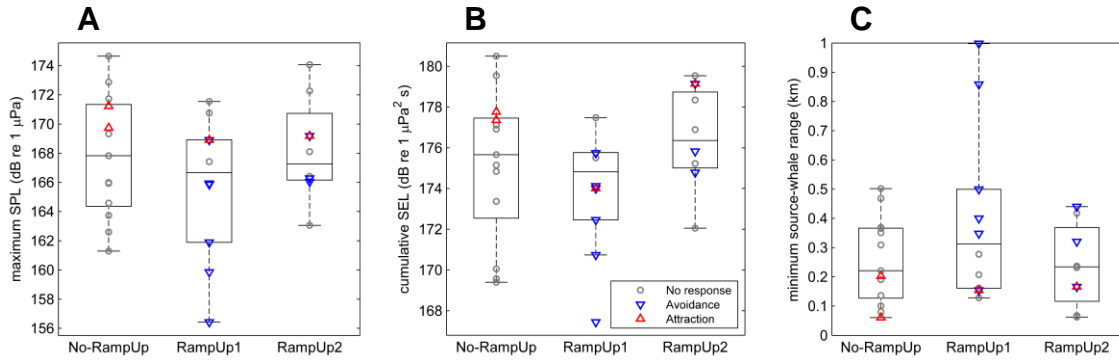 A
B
C
maximum SPL (dB re 1 μPa)
174
172
170
168
166
164
162
160
158
156
No-RampUp RampUp1 RampUp2
cumulative SEL (dB re 1 μPa² s)
180
178
176
174
172
170
168
No response
Avoidance
Attraction
No-RampUp RampUp1 RampUp2
minimum source-whale range (km)
1
0.9
0.8
0.7
0.6
0.5
0.4
0.3
0.2
0.1
0
No-RampUp RampUp1 RampUp2